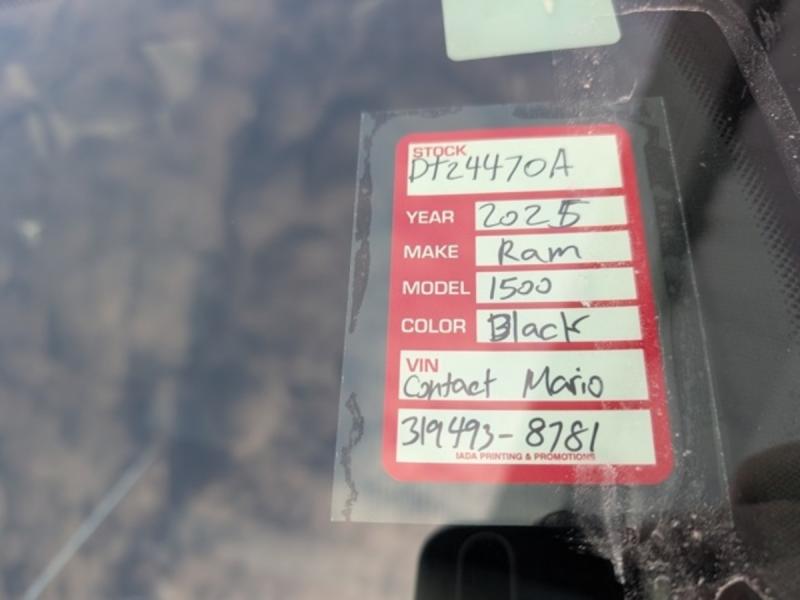 STOCK
Dt24470A
YEAR 2025
MAKE Ram
MODEL 1500
COLOR Black
VIN
Contact Mario
319493-8781
IADA PRINTING & PROMOTIONS